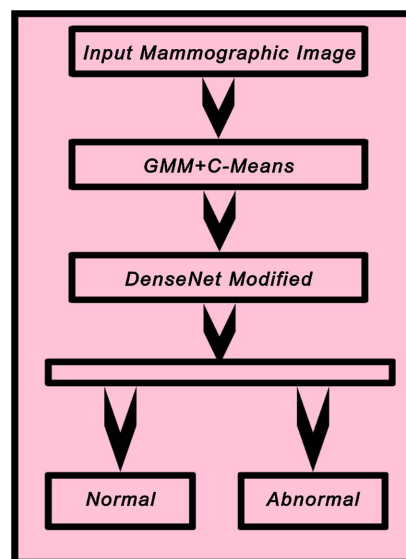 Input Mammographic Image
GMM+C-Means
DenseNet Modified
Normal
Abnormal